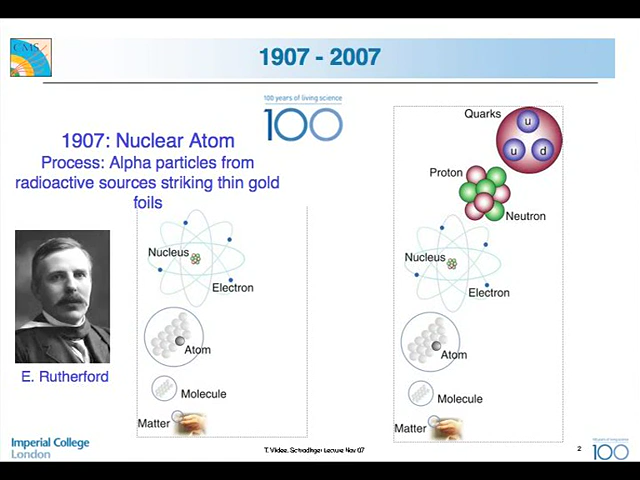 CMS
1907 - 2007
100 years of living science
100
1907: Nuclear Atom
Process: Alpha particles from
radioactive sources striking thin gold
foils
E. Rutherford
Nucleus
Electron
Atom
Molecule
Matter
Quarks
u
u
d
Proton
Neutron
Nucleus
Electron
Atom
Molecule
Matter
Imperial College
London
T. Virdee, Schrodinger Lecture Nov 07
2
100